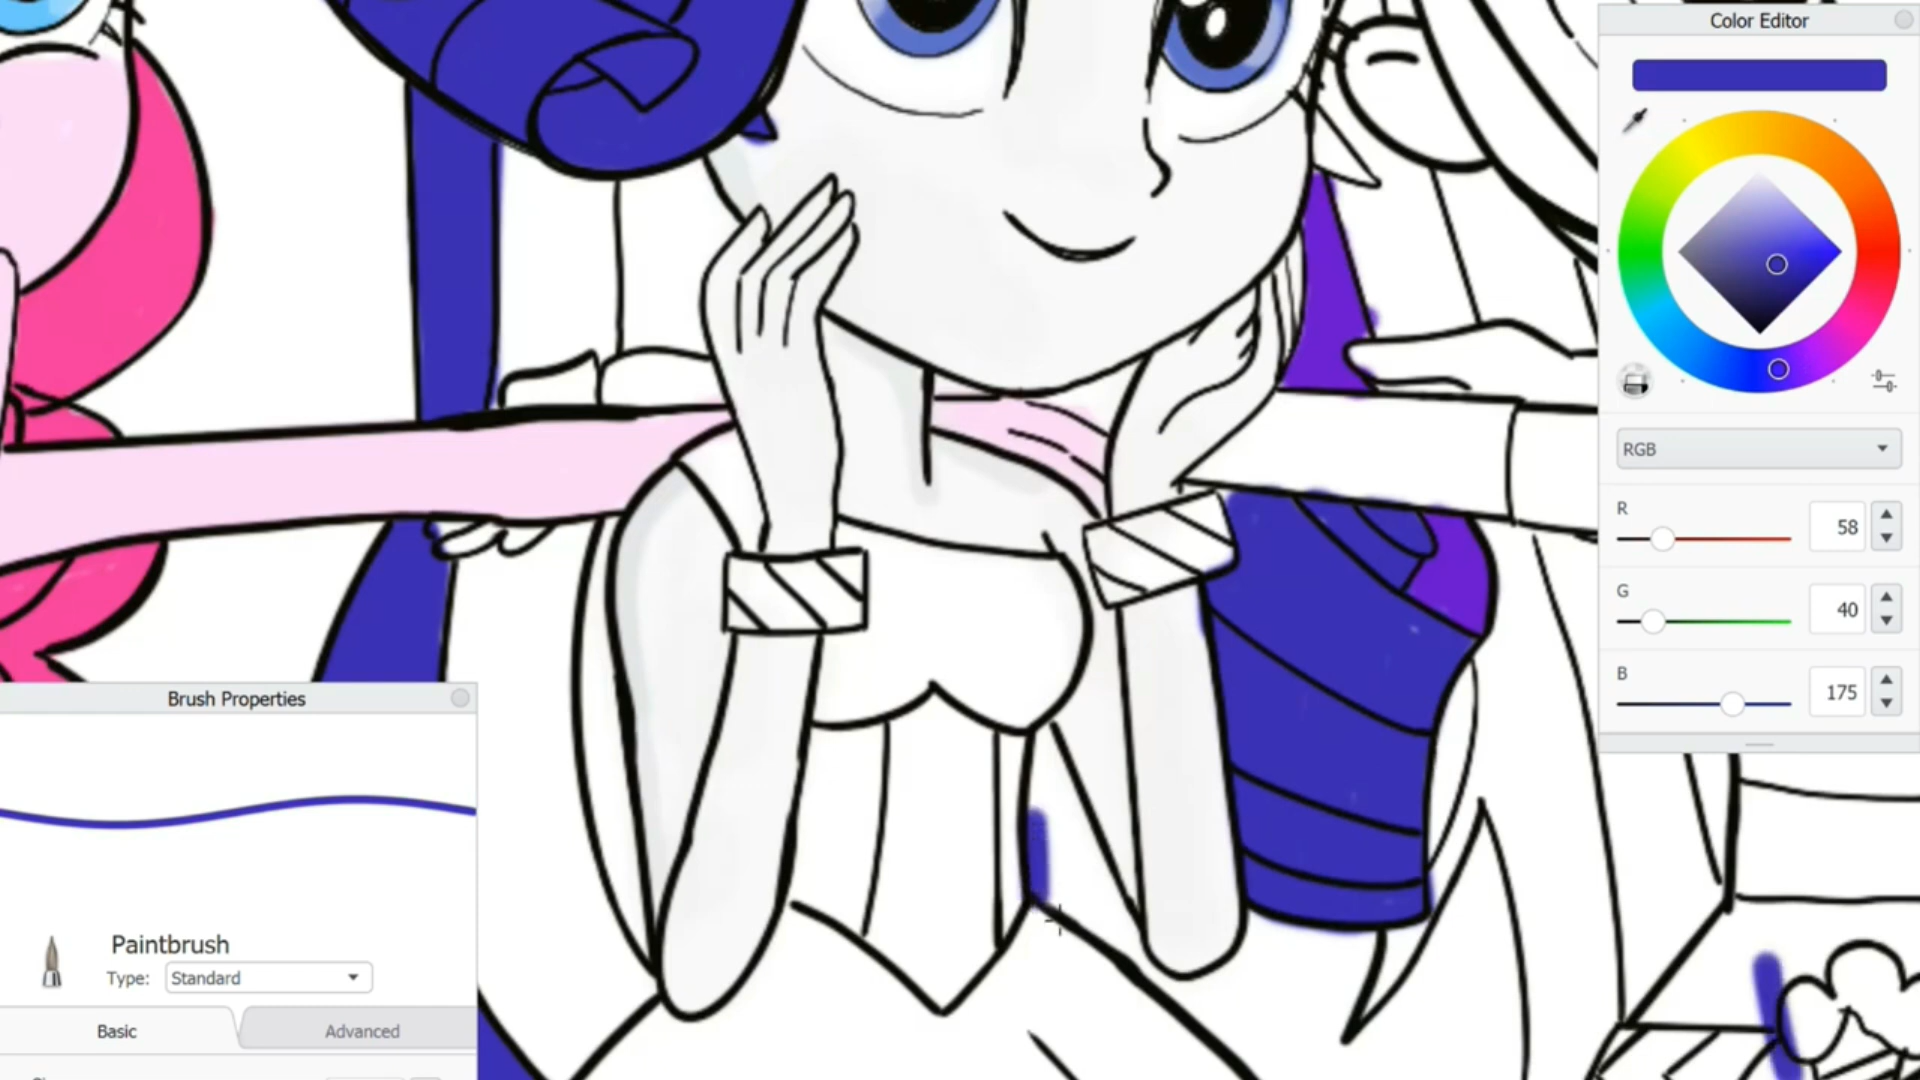 Color Editor
RGB
R
58
G
40
B
175
Brush Properties
Paintbrush
Type: Standard
Basic
Advanced